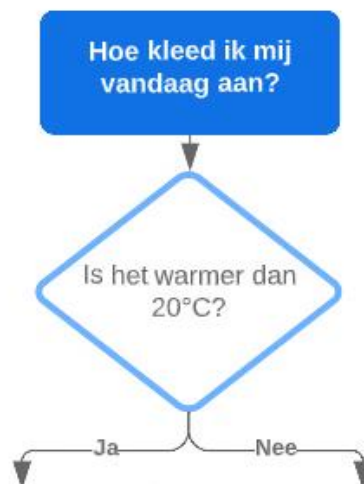 Hoe kleed ik mij
vandaag aan?
Is het warmer dan
20°C?
Ja
Nee